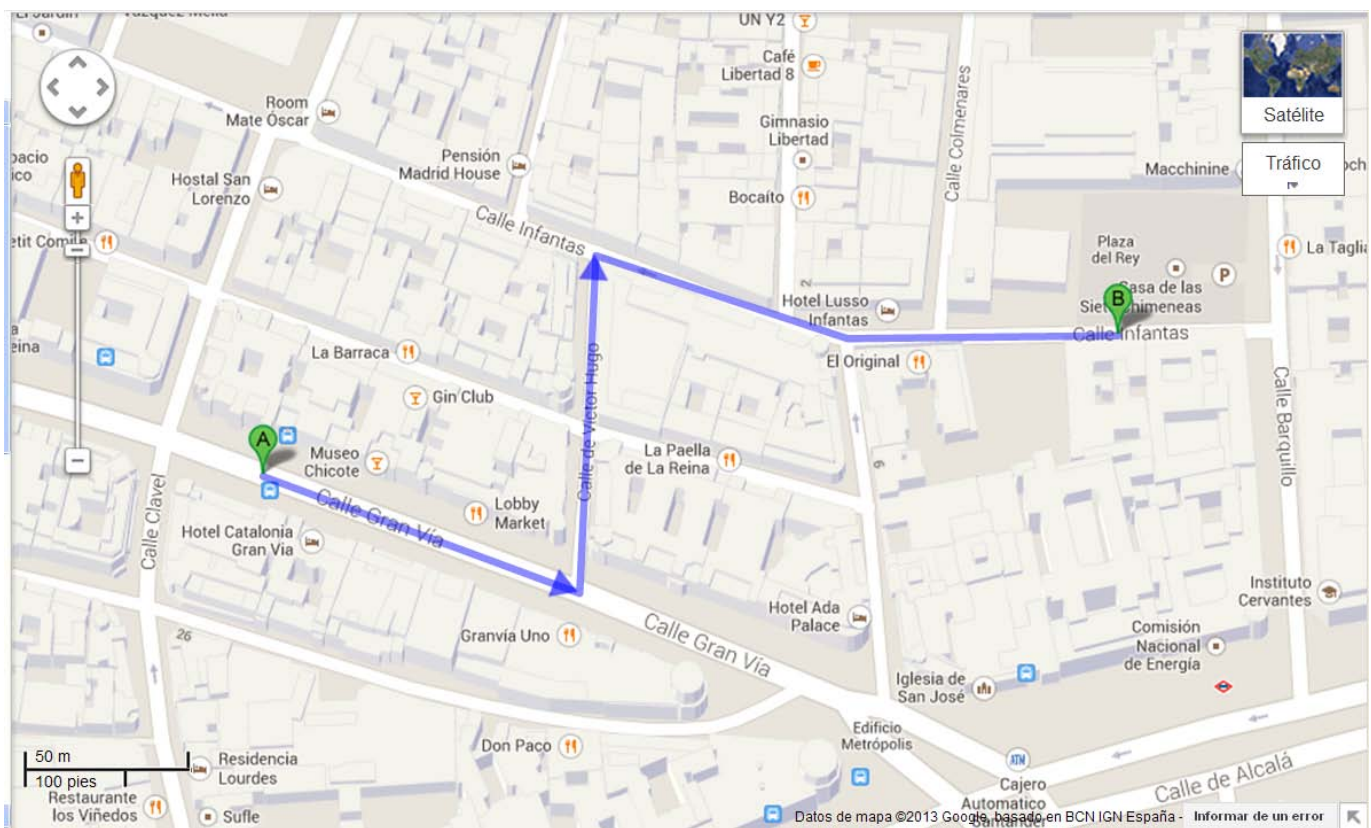 Vázquez Mella
UN Y2
Café
Libertad 8
Satélite
Room
Mate Óscar
Gimnasio
Libertad
Calle Colmenares
Tráfico
Pensión
Madrid House
Macchinine
Hostal San
Lorenzo
Bocaíto
Calle Infantas
Plaza
del Rey
La Taglia
Casa de las
Siete Chimeneas
P
2
Hotel Lusso
Infantas
B
Calle Infantas
La Barraca
El Original
Gin Club
Calle de Víctor Hugo
Calle Barquillo
A
Museo
Chicote
La Paella
de La Reina
6
Calle Clavel
Calle Gran Vía
Lobby
Market
Hotel Catalonia
Gran Via
Instituto
Cervantes
Hotel Ada
Palace
26
Granvía Uno
Calle Gran Vía
Comisión
Nacional
de Energía
Iglesia de
San José
Edificio
Metrópolis
Don Paco
50 m
100 pies
Residencia
Lourdes
ATM
Cajero
Automatico
Santander
Calle de Alcalá
Restaurante
los Viñedos
Sufle
Datos de mapa ©2013 Google, basado en BCN IGN España -
Informar de un error